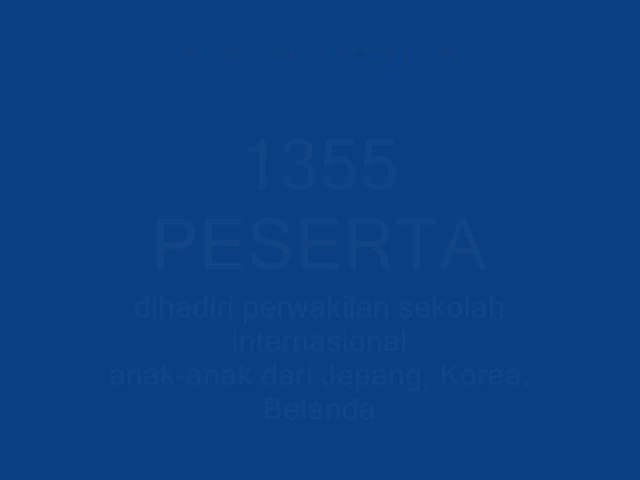 1355
PESERTA
dihadiri perwakilan sekolah
internasional
anak-anak dari Jepang, Korea,
Belanda